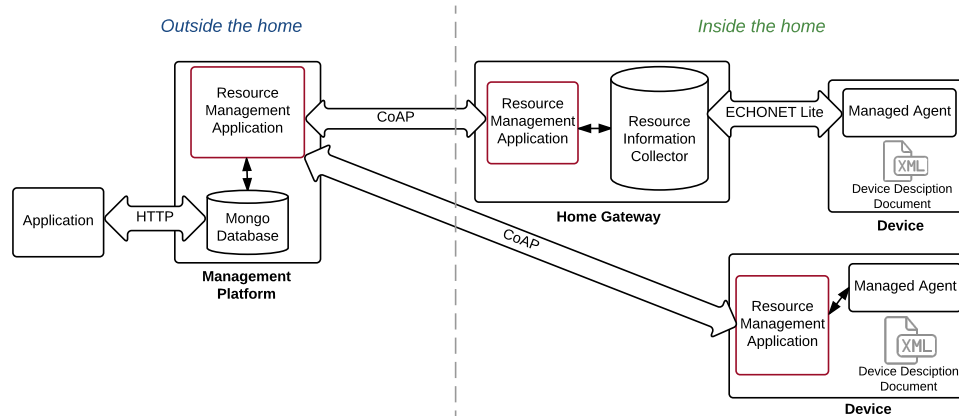 Outside the home
Inside the home
Application
HTTP
Resource
Management
Application
Mongo
Database
Management
Platform
CoAP
CoAP
Resource
Management
Application
Resource
Information
Collector
Home Gateway
ECHONET Lite
Managed Agent
XML
Device Desciption
Document
Device
Resource
Management
Application
Managed Agent
XML
Device Desciption
Document
Device